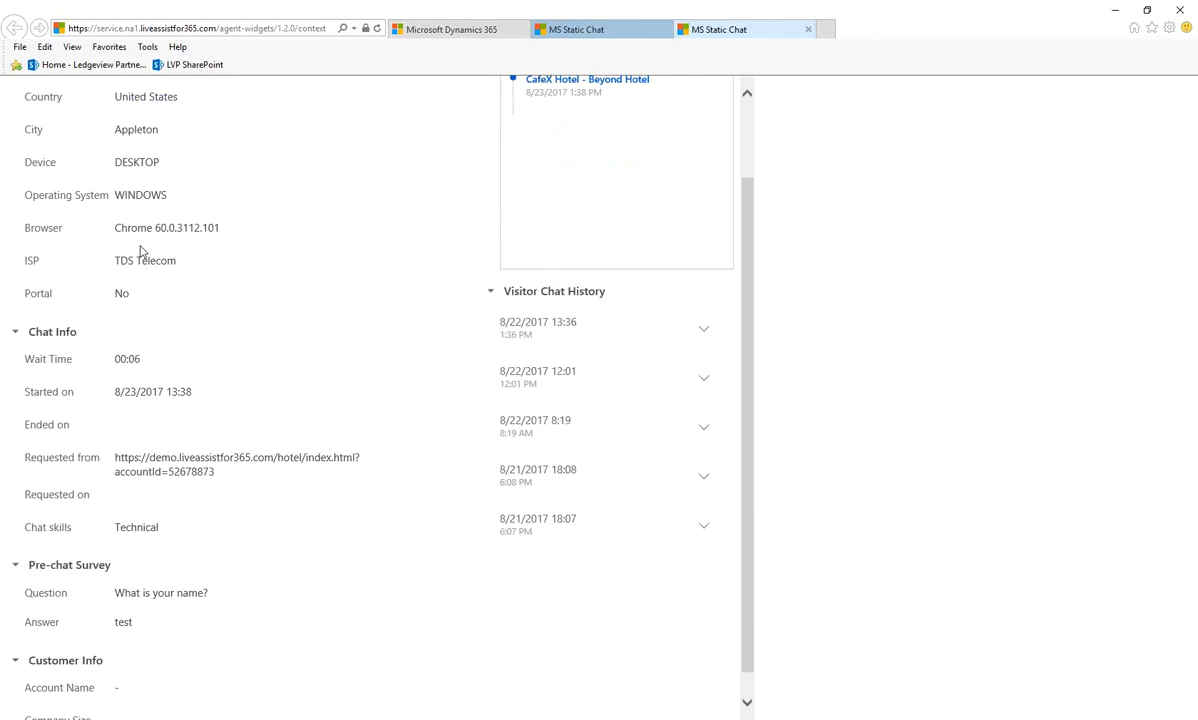 https://service.na1.liveassistfor365.com/agent-widgets/1.2.0/context
Microsoft Dynamics 365
MS Static Chat
MS Static Chat
File Edit View Favorites Tools Help
Home - Ledgeview Partne... LVP SharePoint
Country United States
City Appleton
Device DESKTOP
Operating System WINDOWS
Browser Chrome 60.0.3112.101
ISP TDS Telecom
Portal No
Chat Info
Wait Time 00:06
Started on 8/23/2017 13:38
Ended on
Requested from https://demo.liveassistfor365.com/hotel/index.html?
accountId=52678873
Requested on
Chat skills Technical
Pre-chat Survey
Question What is your name?
Answer test
Customer Info
Account Name -
Company Size
CafeX Hotel - Beyond Hotel
8/23/2017 1:38 PM
Visitor Chat History
8/22/2017 13:36
1:36 PM
8/22/2017 12:01
12:01 PM
8/22/2017 8:19
8:19 AM
8/21/2017 18:08
6:08 PM
8/21/2017 18:07
6:07 PM